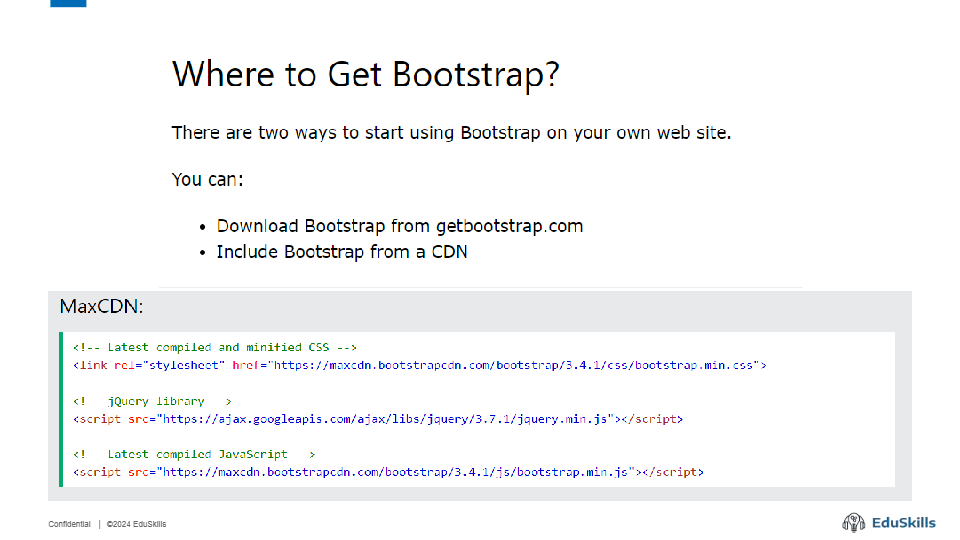 Where to Get Bootstrap?
There are two ways to start using Bootstrap on your own web site.
You can:
• Download Bootstrap from getbootstrap.com
• Include Bootstrap from a CDN
MaxCDN:
<!-- Latest compiled and minified CSS -->
<link rel="stylesheet" href="https://maxcdn.bootstrapcdn.com/bootstrap/3.4.1/css/bootstrap.min.css">
<! jQuery library >
<script src="https://ajax.googleapis.com/ajax/libs/jquery/3.7.1/jquery.min.js"></script>
<! Latest compiled JavaScript >
<script src="https://maxcdn.bootstrapcdn.com/bootstrap/3.4.1/js/bootstrap.min.js"></script>
Confidential | ©2024 EduSkills
EduSkills